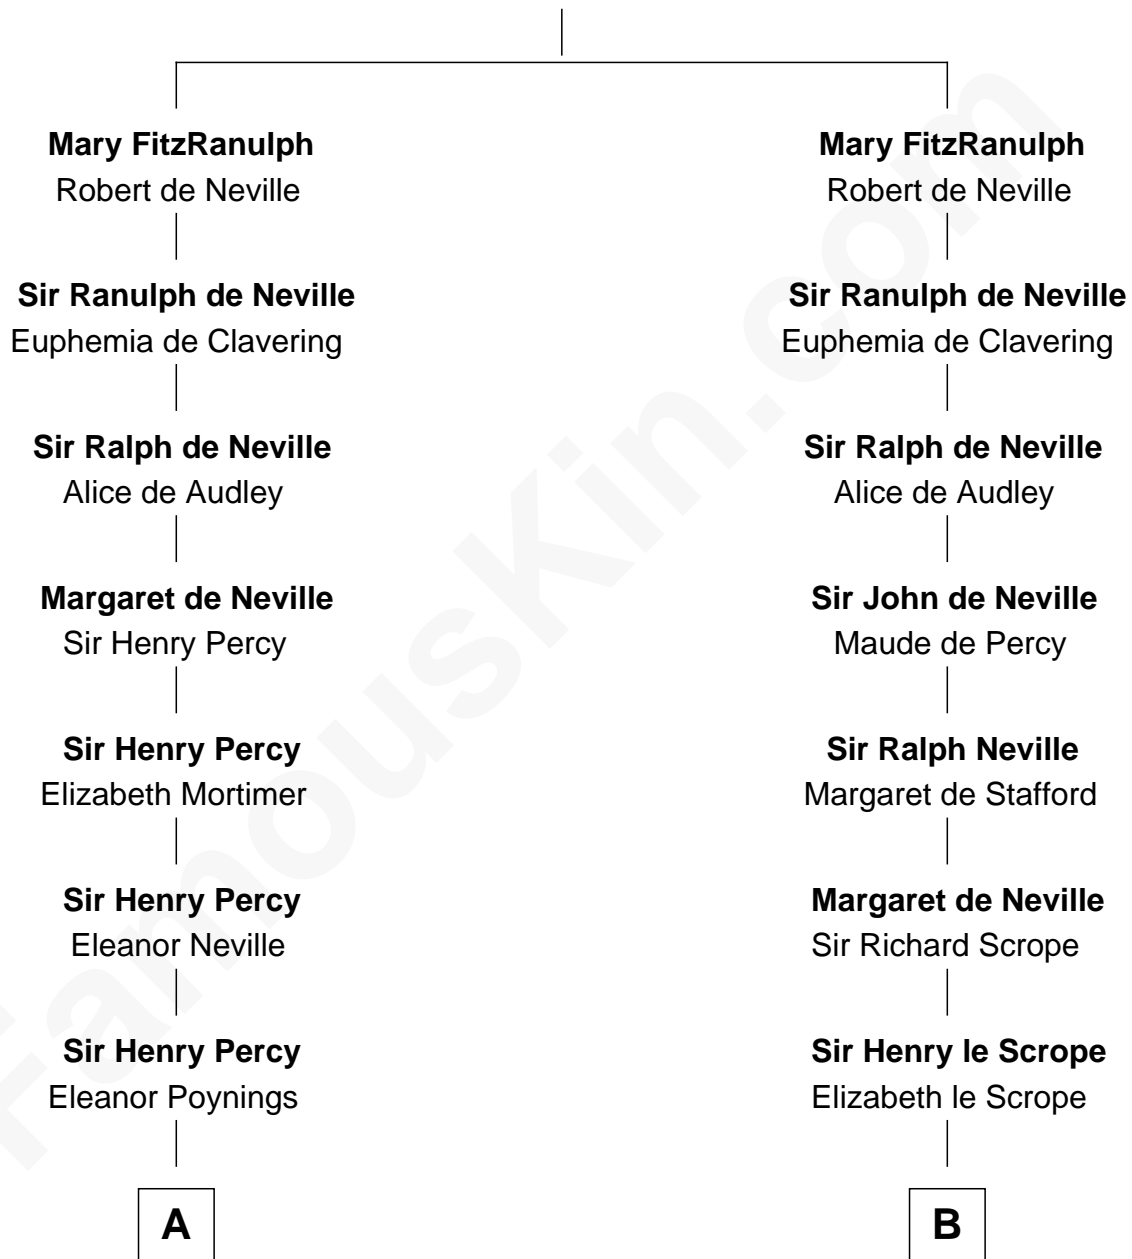 Mary FitzRanulph
Robert de Neville
Sir Ranulph de Neville
Euphemia de Clavering
Sir Ralph de Neville
Alice de Audley
Margaret de Neville
Sir Henry Percy
Sir Henry Percy
Elizabeth Mortimer
Sir Henry Percy
Eleanor Neville
Sir Henry Percy
Eleanor Poynings
A
Mary FitzRanulph
Robert de Neville
Sir Ranulph de Neville
Euphemia de Clavering
Sir Ralph de Neville
Alice de Audley
Sir John de Neville
Maude de Percy
Sir Ralph Neville
Margaret de Stafford
Margaret de Neville
Sir Richard Scrope
Sir Henry le Scrope
Elizabeth le Scrope
B
FamousKin.com